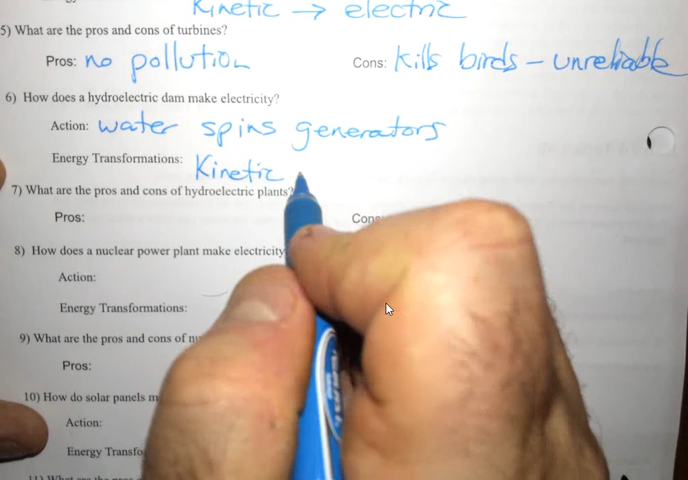 Kinetic → electric
5) What are the pros and cons of turbines?
Pros: no pollution Cons: Kills birds – unreliable
6) How does a hydroelectric dam make electricity?
Action: water spins generators
Energy Transformations: Kinetic
7) What are the pros and cons of hydroelectric plants?
Pros: Cons:
8) How does a nuclear power plant make electricity
Action:
Energy Transformations:
9) What are the pros and cons of
Pros:
10) How do solar panels
Action:
Energy